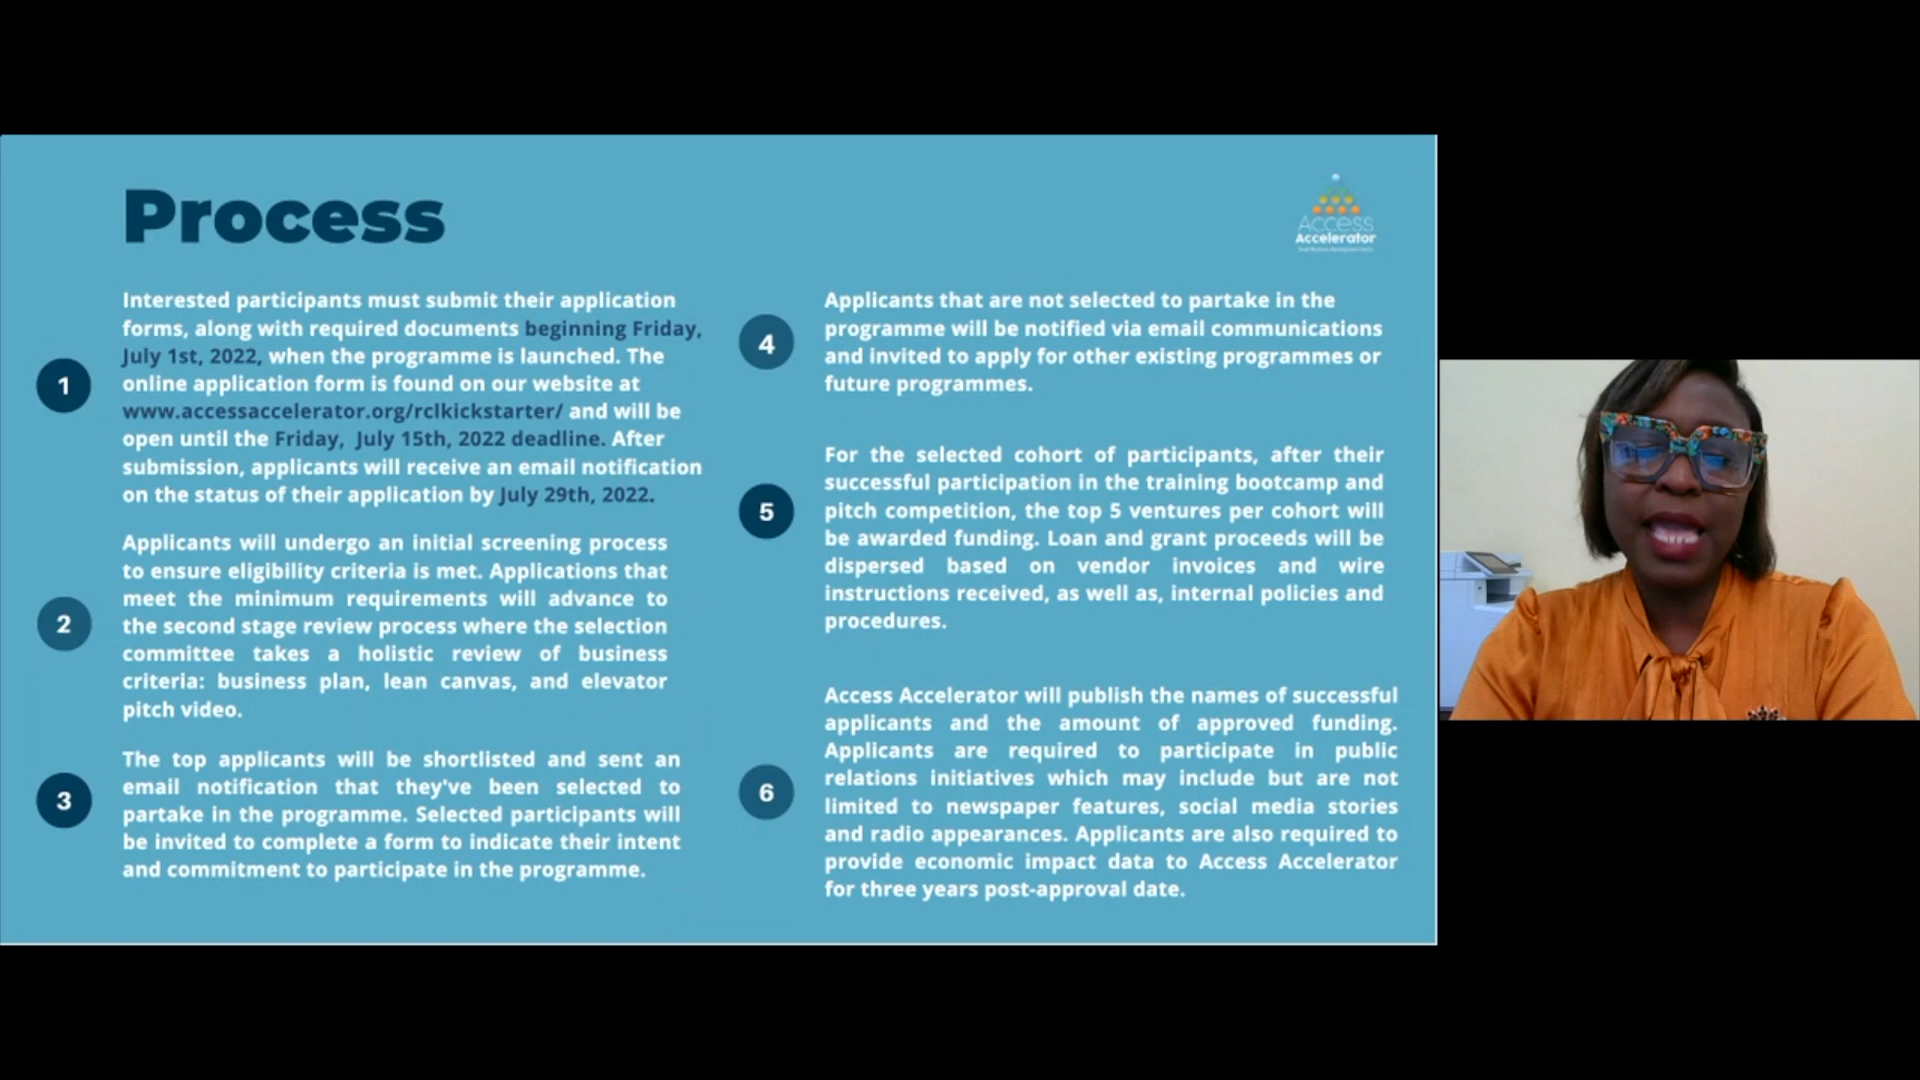 Process
Access
Accelerator
1
Interested participants must submit their application
forms, along with required documents beginning Friday,
July 1st, 2022, when the programme is launched. The
online application form is found on our website at
www.accessaccelerator.org/rclkickstarter/ and will be
open until the Friday, July 15th, 2022 deadline. After
submission, applicants will receive an email notification
on the status of their application by July 29th, 2022.
2
Applicants will undergo an initial screening process
to ensure eligibility criteria is met. Applications that
meet the minimum requirements will advance to
the second stage review process where the selection
committee takes a holistic review of business
criteria: business plan, lean canvas, and elevator
pitch video.
3
The top applicants will be shortlisted and sent an
email notification that they've been selected to
partake in the programme. Selected participants will
be invited to complete a form to indicate their intent
and commitment to participate in the programme.
4
Applicants that are not selected to partake in the
programme will be notified via email communications
and invited to apply for other existing programmes or
future programmes.
5
For the selected cohort of participants, after their
successful participation in the training bootcamp and
pitch competition, the top 5 ventures per cohort will
be awarded funding. Loan and grant proceeds will be
dispersed based on vendor invoices and wire
instructions received, as well as, internal policies and
procedures.
6
Access Accelerator will publish the names of successful
applicants and the amount of approved funding.
Applicants are required to participate in public
relations initiatives which may include but are not
limited to newspaper features, social media stories
and radio appearances. Applicants are also required to
provide economic impact data to Access Accelerator
for three years post-approval date.